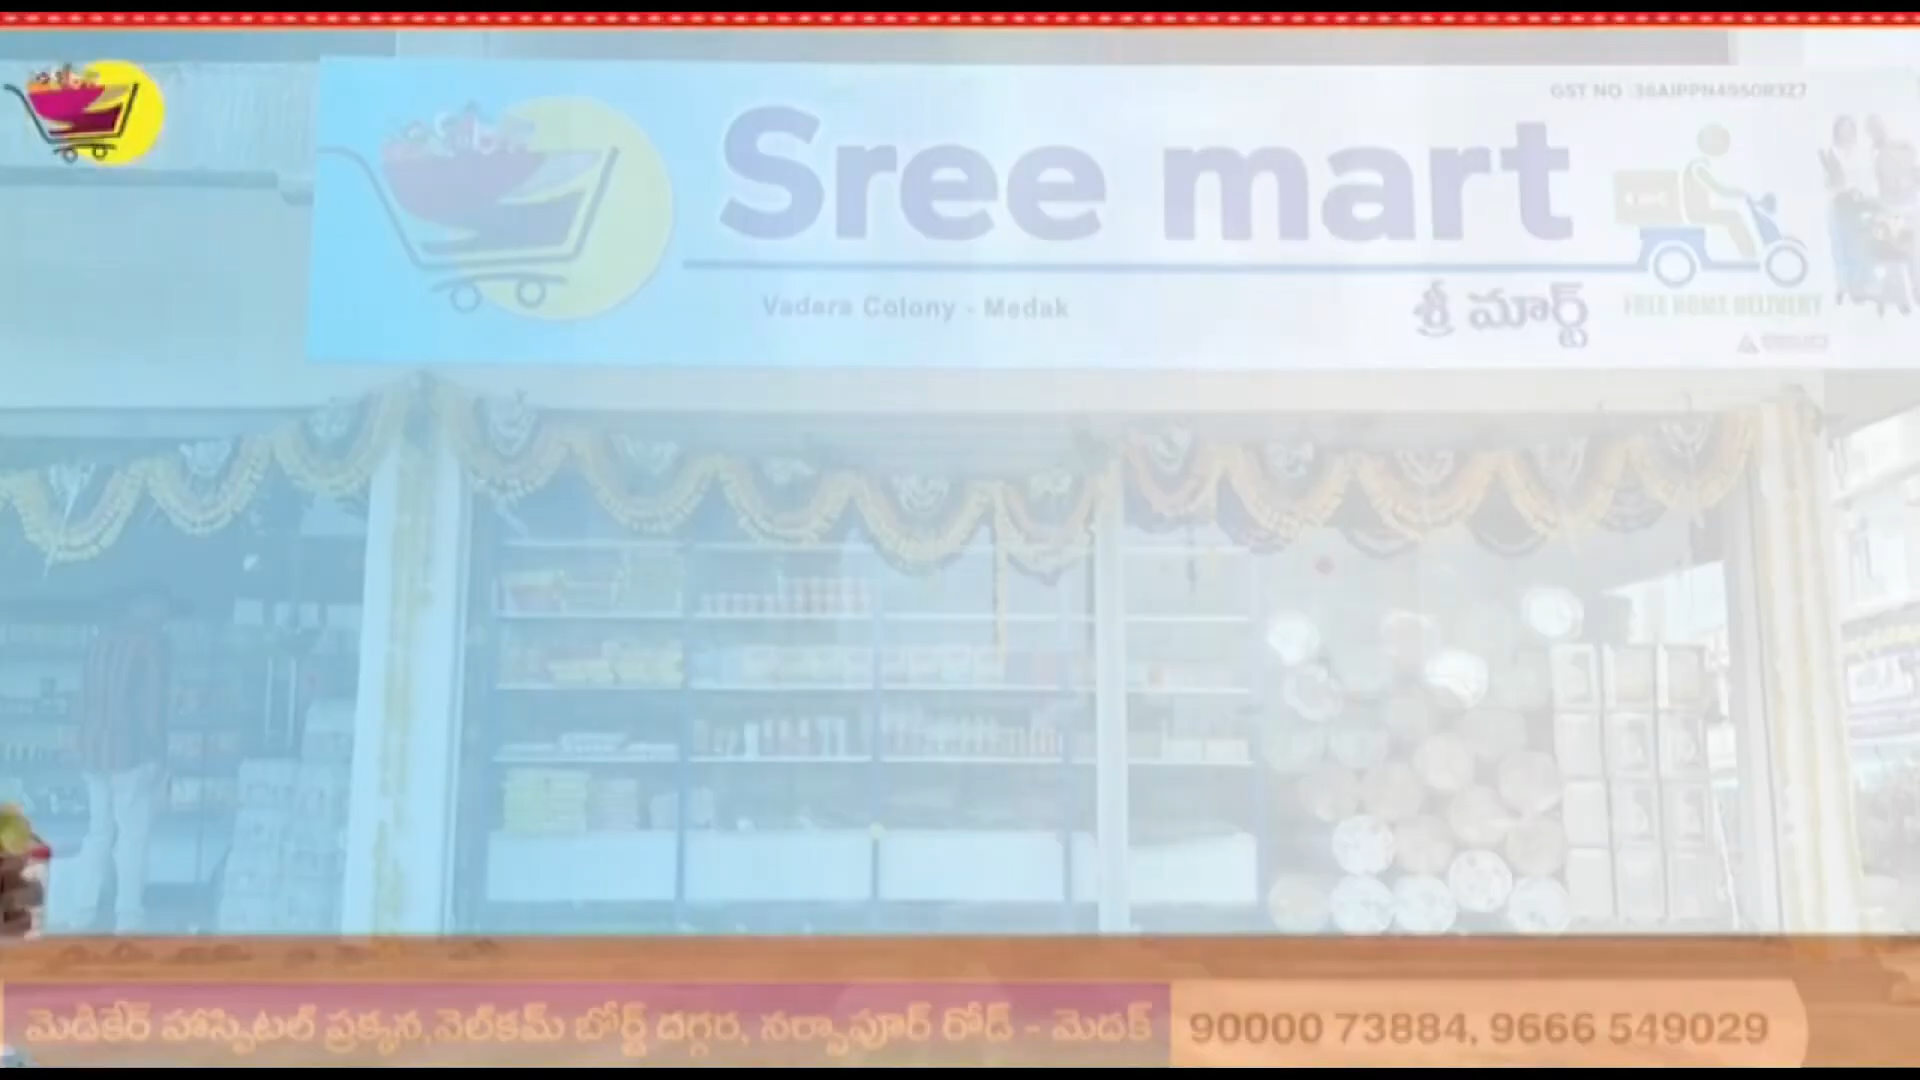 GST NO :36AIPPN4950R3Z7
Sree mart
Vadera Colony - Medak
శ్రీ మార్ట్
FREE HOME DELIVERY
మెడికేర్ హాస్పిటల్ ప్రక్కన,వెల్‌కమ్ బోర్డ్ దగ్గర, నర్సాపూర్ రోడ్ - మెదక్
90000 73884, 9666 549029